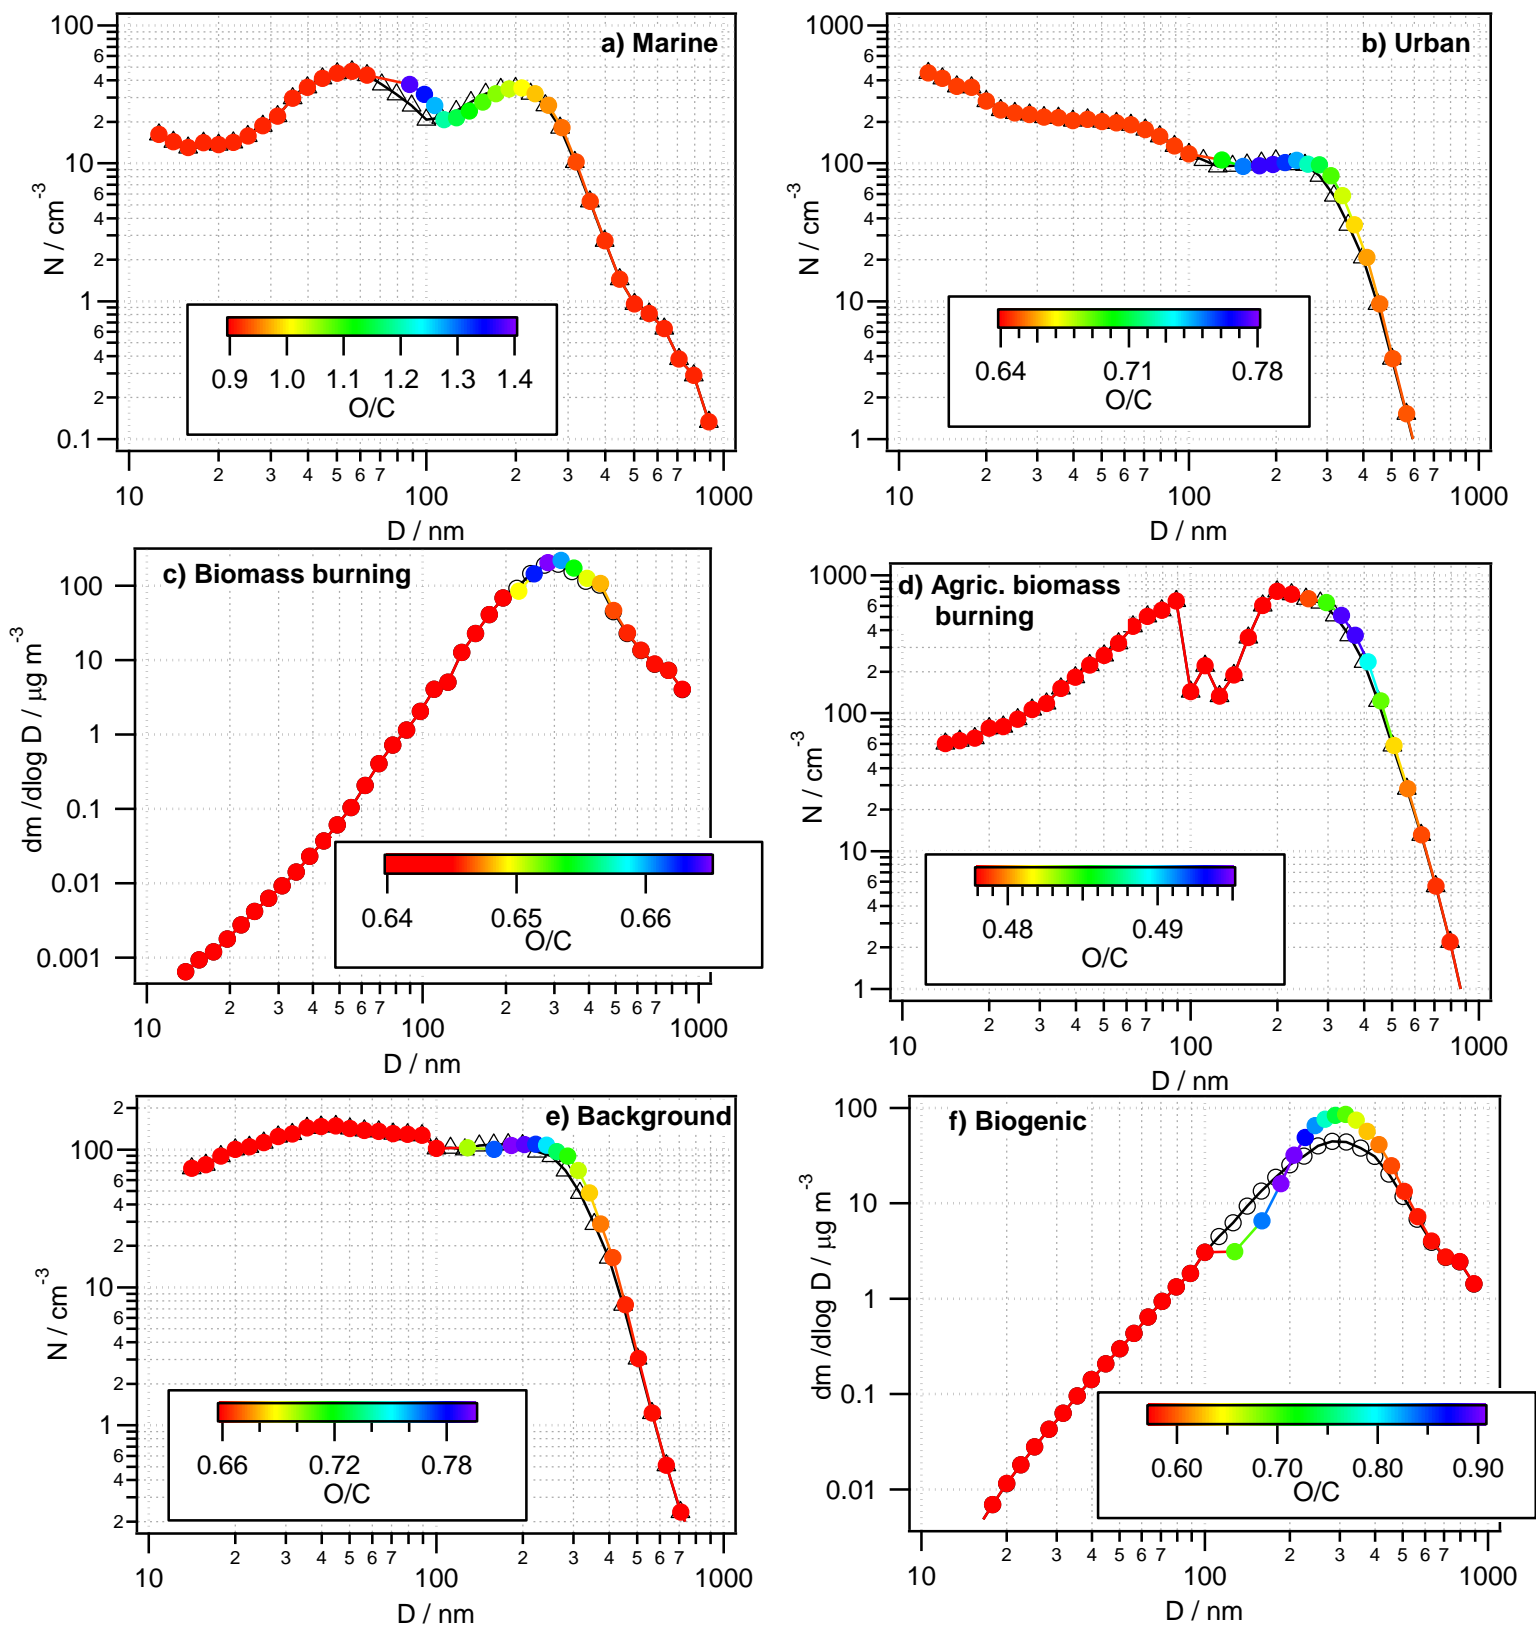 a) Marine
N / cm-3
100
6
4
2
10
6
4
2
1
6
4
2
0.1
0.9 1.0 1.1 1.2 1.3 1.4
O/C
2 3 4 5 6 7 2 3 4 5 6 7
10 100 1000
D / nm
b) Urban
N / cm-3
1000
6
4
2
100
6
4
2
10
6
4
2
1
0.64 0.71 0.78
O/C
2 3 4 5 6 7 2 3 4 5 6 7
10 100 1000
D / nm
c) Biomass burning
dm /dlog D / μg m-3
100
10
1
0.1
0.01
0.001
0.64 0.65 0.66
O/C
2 3 4 5 6 7 2 3 4 5 6 7
10 100 1000
D / nm
d) Agric. biomass
burning
N / cm-3
1000
6
4
2
100
6
4
2
10
6
4
2
1
0.48 0.49
O/C
2 3 4 5 6 7 2 3 4 5 6 7
10 100 1000
D / nm
e) Background
N / cm-3
2
100
6
4
2
10
6
4
2
1
6
4
2
0.66 0.72 0.78
O/C
2 3 4 5 6 7 2 3 4 5 6 7
10 100 1000
D / nm
f) Biogenic
dm /dlog D / μg m-3
100
10
1
0.1
0.01
0.60 0.70 0.80 0.90
O/C
2 3 4 5 6 7 2 3 4 5 6 7
10 100 1000
D / nm